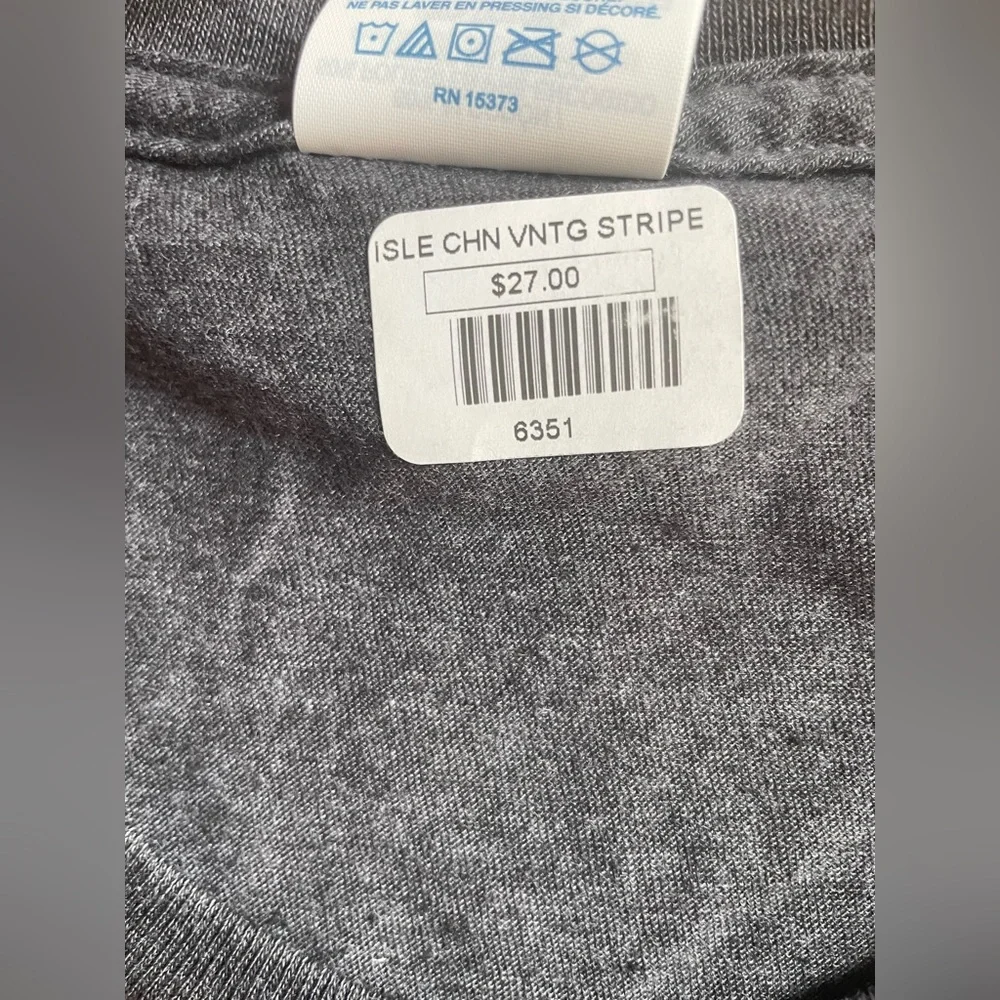 NE PAS LAVER EN PRESSING SI DÉCORÉ.
RN 15373
ISLE CHN VNTG STRIPE
$27.00
6351